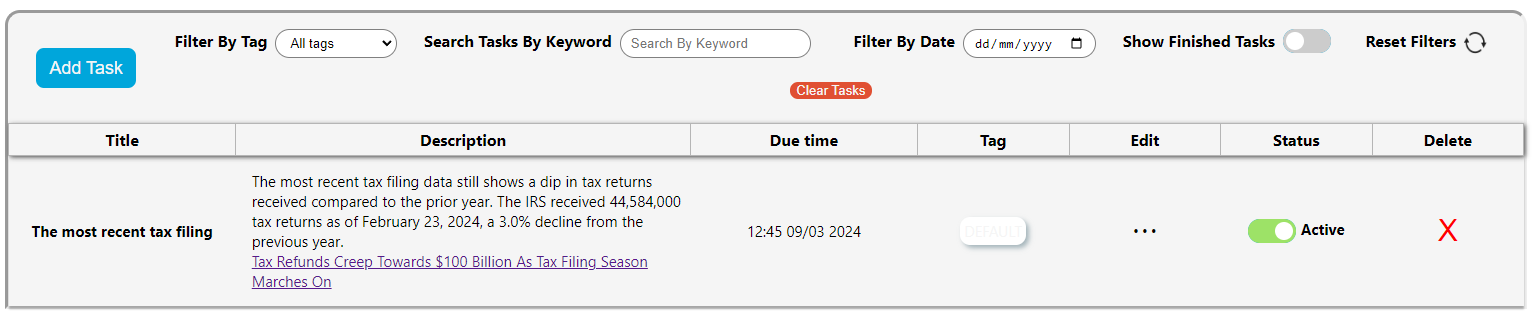 Add Task
Filter By Tag All tags Search Tasks By Keyword Search By Keyword Filter By Date dd/mm/yyyy Show Finished Tasks Reset Filters
Clear Tasks
Title Description Due time Tag Edit Status Delete
The most recent tax filing
The most recent tax filing data still shows a dip in tax returns
received compared to the prior year. The IRS received 44,584,000
tax returns as of February 23, 2024, a 3.0% decline from the
previous year.
Tax Refunds Creep Towards $100 Billion As Tax Filing Season
Marches On
12:45 09/03 2024
DEFAULT
...
Active
X